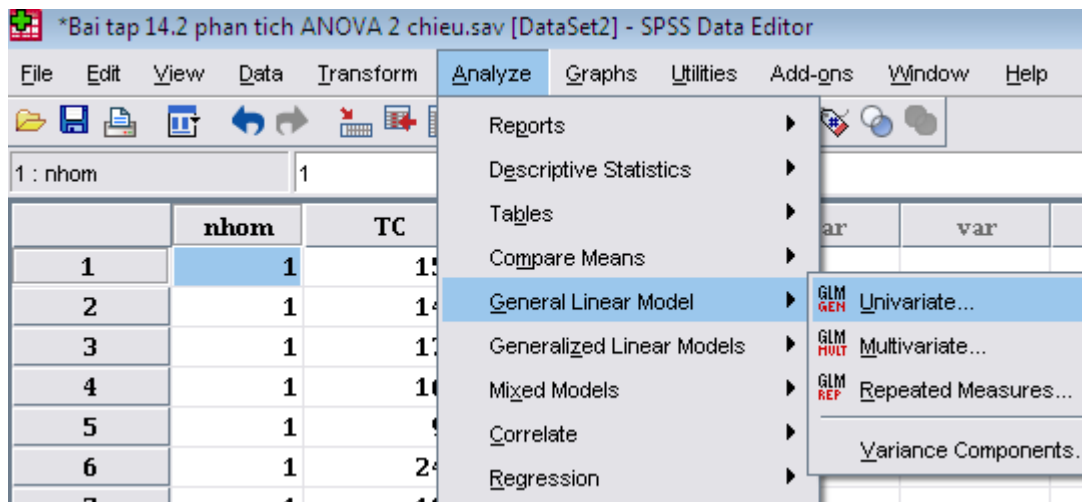 *Bai tap 14.2 phan tich ANOVA 2 chieu.sav [DataSet2] - SPSS Data Editor
File Edit View Data Transform Analyze Graphs Utilities Add-ons Window Help
1 : nhom 1
nhom TC var
1 1
2 1
3 1
4 1
5 1
6 1
Reports
Descriptive Statistics
Tables
Compare Means
General Linear Model
Generalized Linear Models
Mixed Models
Correlate
Regression
GLM GEN Univariate...
GLM MULT Multivariate...
GLM REP Repeated Measures...
Variance Components.